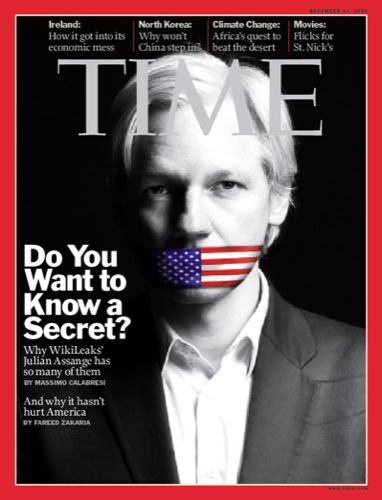 DECEMBER 13, 2010
Ireland:
How it got into its
economic mess
North Korea:
Why won't
China step in?
Climate Change:
Africa's quest to
beat the desert
Movies:
Flicks for
St. Nick's
TIME
Do You
Want to
Know a
Secret?
Why WikiLeaks'
Julian Assange has
so many of them
BY MASSIMO CALABRESI
And why it hasn't
hurt America
BY FAREED ZAKARIA
www.time.com